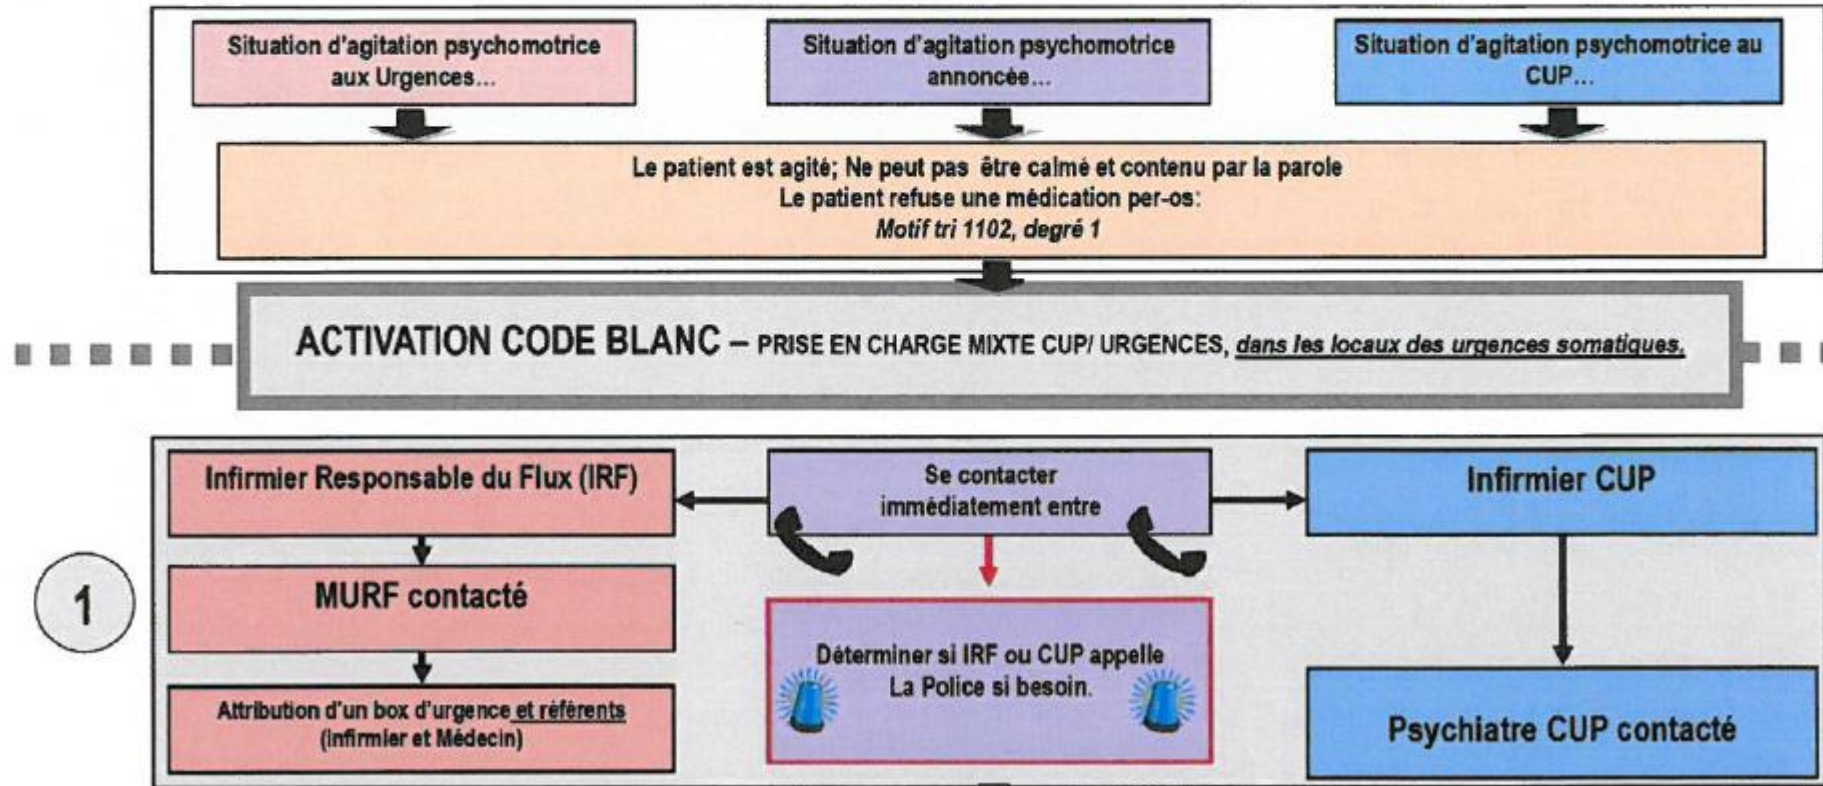 Situation d'agitation psychomotrice
aux Urgences...
Situation d'agitation psychomotrice
annoncée...
Situation d'agitation psychomotrice au
CUP...
Le patient est agité; Ne peut pas être calmé et contenu par la parole
Le patient refuse une médication per-os:
Motif tri 1102, degré 1
ACTIVATION CODE BLANC – PRISE EN CHARGE MIXTE CUP/ URGENCES, dans les locaux des urgences somatiques.
1
Infirmier Responsable du Flux (IRF)
MURF contacté
Attribution d'un box d'urgence et référents
(Infirmier et Médecin)
Se contacter
immédiatement entre
Déterminer si IRF ou CUP appelle
La Police si besoin.
Infirmier CUP
Psychiatre CUP contacté